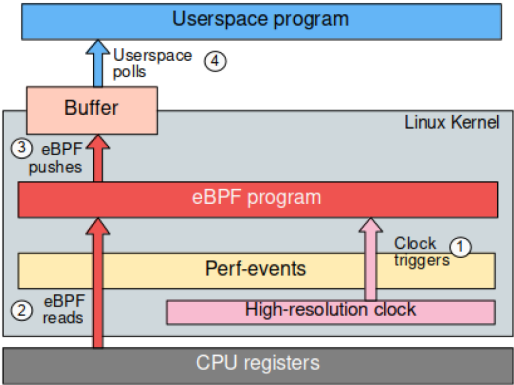 Userspace program
Userspace
polls
4
Buffer
Linux Kernel
3
eBPF
pushes
eBPF program
Clock
triggers
1
Perf-events
2
eBPF
reads
High-resolution clock
CPU registers